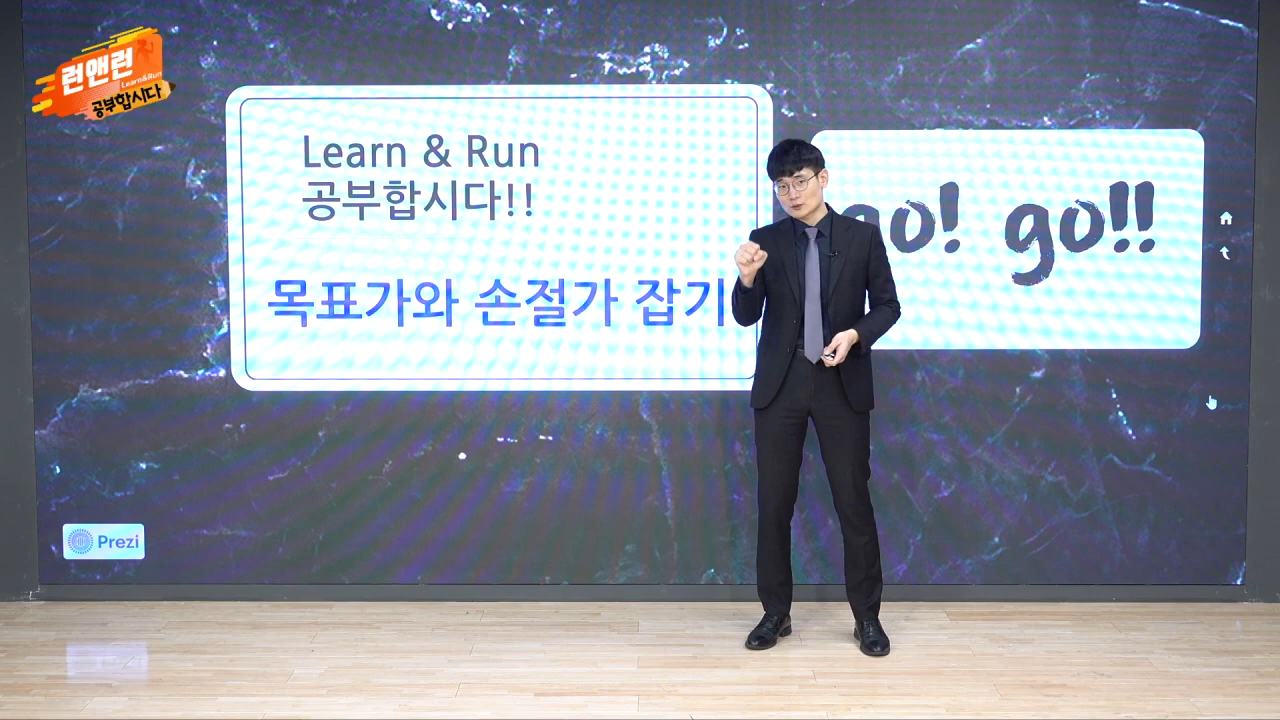 런앤런
Learn&Run
공부합시다
Learn & Run
공부합시다!!
목표가와 손절가 잡기
go! go!!
Prezi